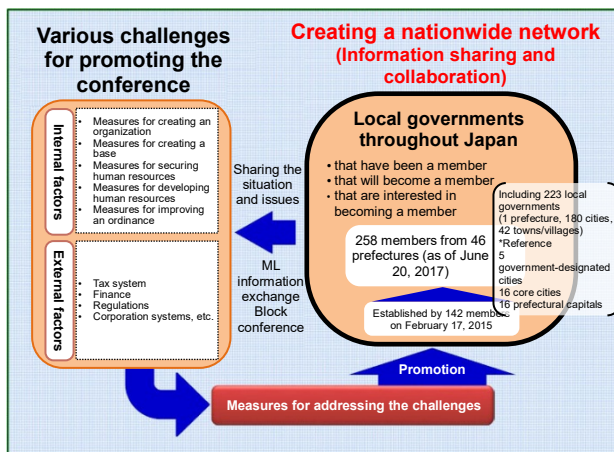 Various challenges
for promoting the
conference
Internal factors
• Measures for creating an
organization
• Measures for creating a
base
• Measures for securing
human resources
• Measures for developing
human resources
• Measures for improving
an ordinance
External factors
• Tax system
• Finance
• Regulations
• Corporation systems, etc.
Sharing the
situation
and issues
ML
information
exchange
Block
conference
Creating a nationwide network
(Information sharing and
collaboration)
Local governments
throughout Japan
• that have been a member
• that will become a member
• that are interested in
becoming a member
258 members from 46
prefectures (as of June
20, 2017)
Including 223 local
governments
(1 prefecture, 180 cities,
42 towns/villages)
*Reference
5
government-designated
cities
16 core cities
16 prefectural capitals
Established by 142 members
on February 17, 2015
Promotion
Measures for addressing the challenges